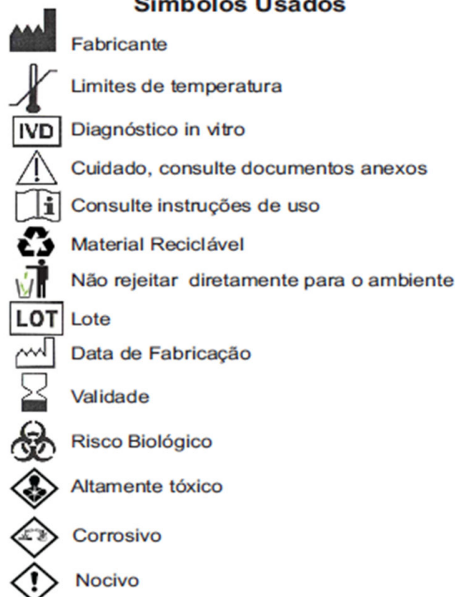 Símbolos Usados
Fabricante
Limites de temperatura
IVD Diagnóstico in vitro
Cuidado, consulte documentos anexos
Consulte instruções de uso
Material Reciclável
Não rejeitar diretamente para o ambiente
LOT Lote
Data de Fabricação
Validade
Risco Biológico
Altamente tóxico
Corrosivo
Nocivo